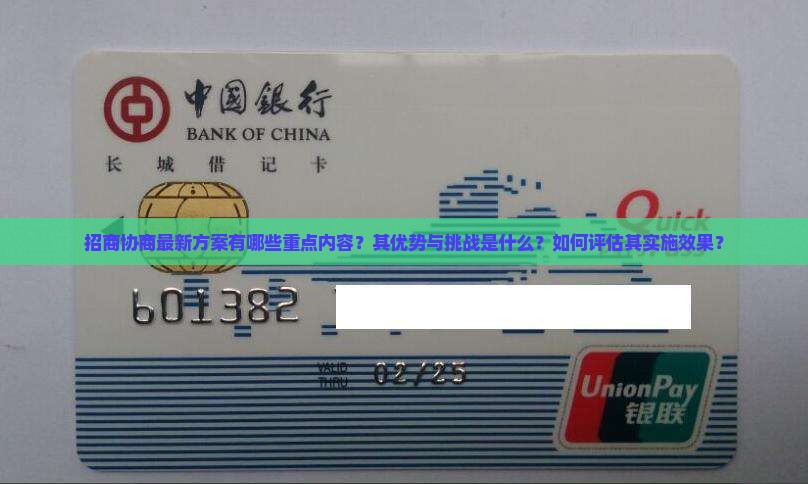 中國銀行
BANK OF CHINA
长城借记卡
Quick
招商协商最新方案有哪些重点内容？其优势与挑战是什么？如何评估其实施效果？
601382
VALID THRU 02/25
UnionPay
银联